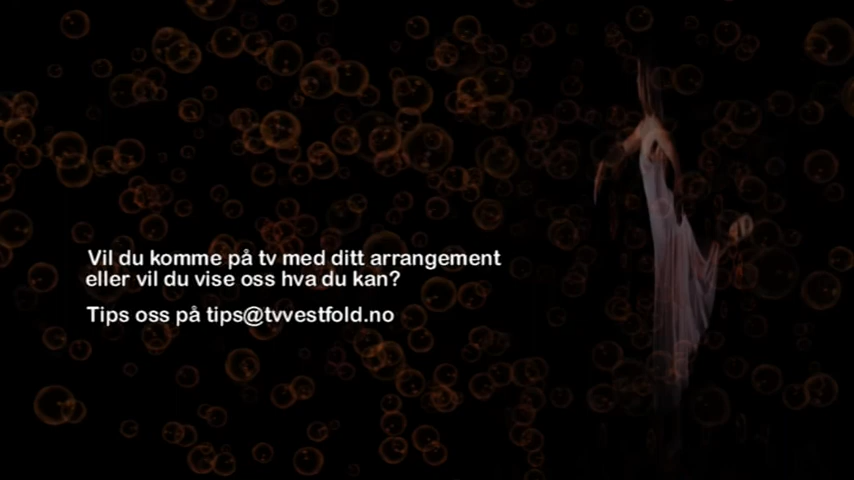 Vil du komme på tv med ditt arrangement
eller vil du vise oss hva du kan?
Tips oss på tips@tvvestfold.no